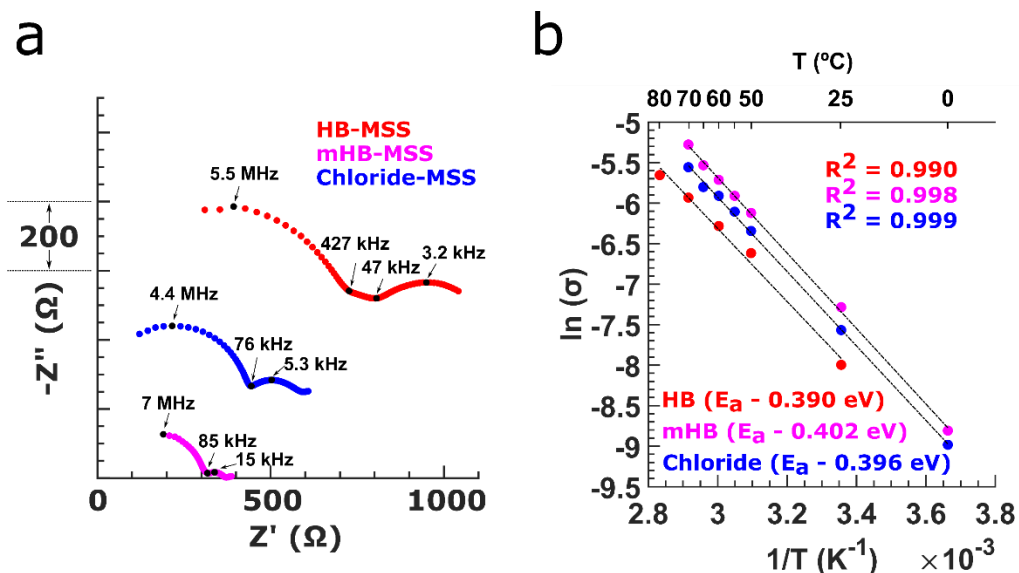 a
HB-MSS
mHB-MSS
Chloride-MSS
5.5 MHz
427 kHz
47 kHz
3.2 kHz
200
4.4 MHz
76 kHz
5.3 kHz
7 MHz
85 kHz
15 kHz
-Z'' (Ω)
0 500 1000
Z' (Ω)
b
T (ºC)
80 70 60 50 25 0
-5
-5.5
-6
-6.5
-7
-7.5
-8
-8.5
-9
-9.5
ln (σ)
R² = 0.990
R² = 0.998
R² = 0.999
HB (Eₐ - 0.390 eV)
mHB (Eₐ - 0.402 eV)
Chloride (Eₐ - 0.396 eV)
2.8 3 3.2 3.4 3.6 3.8
1/T (K⁻¹) ×10⁻³